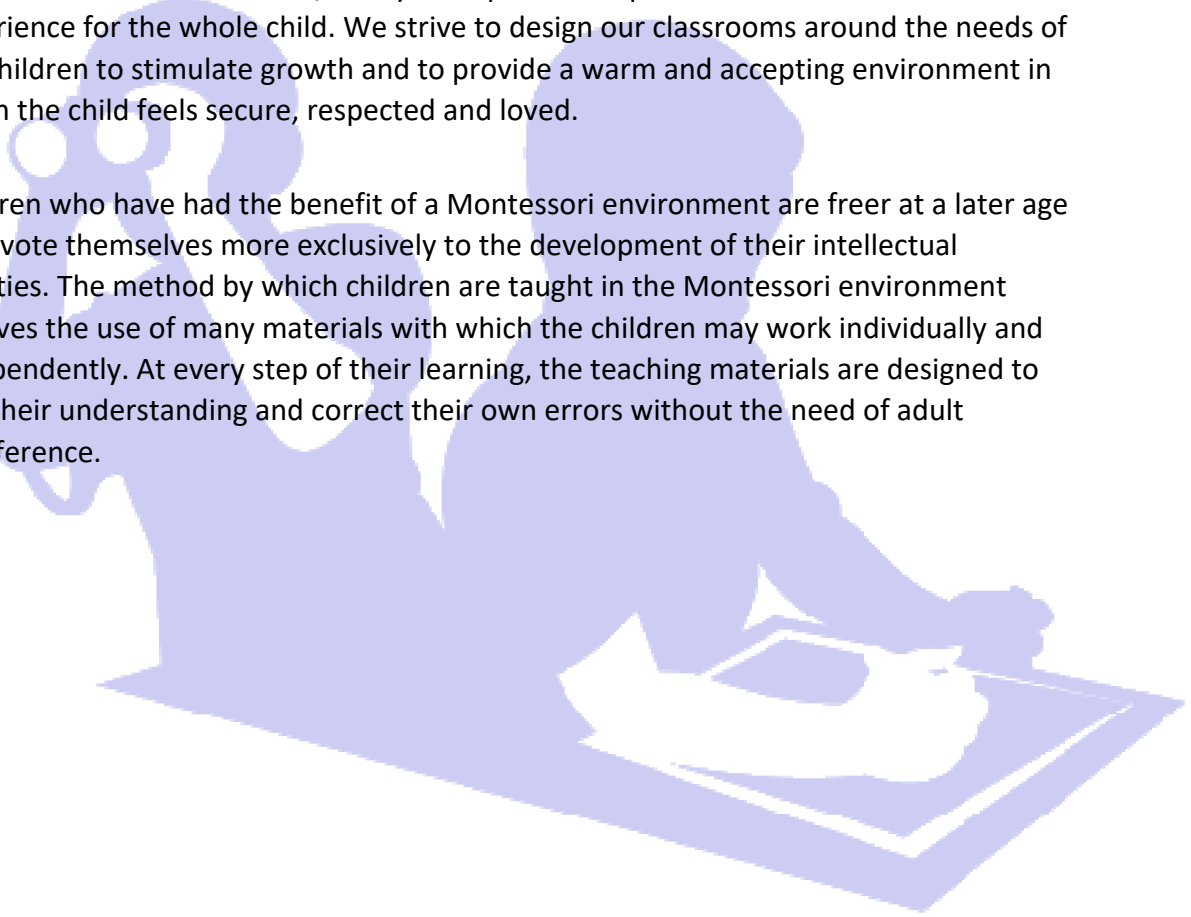 rience for the whole child. We strive to design our classrooms around the needs of
hildren to stimulate growth and to provide a warm and accepting environment in
the child feels secure, respected and loved.
ren who have had the benefit of a Montessori environment are freer at a later age
vote themselves more exclusively to the development of their intellectual
ties. The method by which children are taught in the Montessori environment
ves the use of many materials with which the children may work individually and
pendently. At every step of their learning, the teaching materials are designed to
heir understanding and correct their own errors without the need of adult
ference.